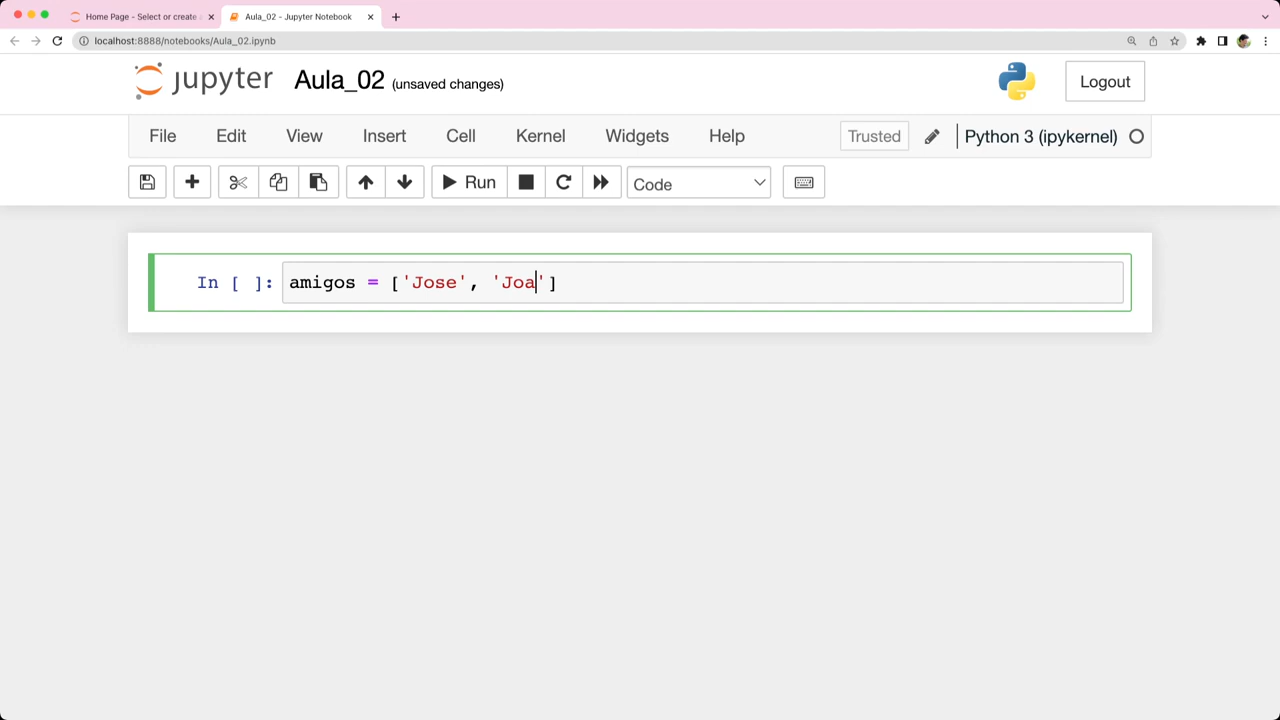 Home Page - Select or create a
Aula_02 - Jupyter Notebook
localhost:8888/notebooks/Aula_02.ipynb
jupyter Aula_02 (unsaved changes)
Logout
File Edit View Insert Cell Kernel Widgets Help
Trusted
Python 3 (ipykernel)
Run
Code
In [ ]: amigos = ['Jose', 'Joa']